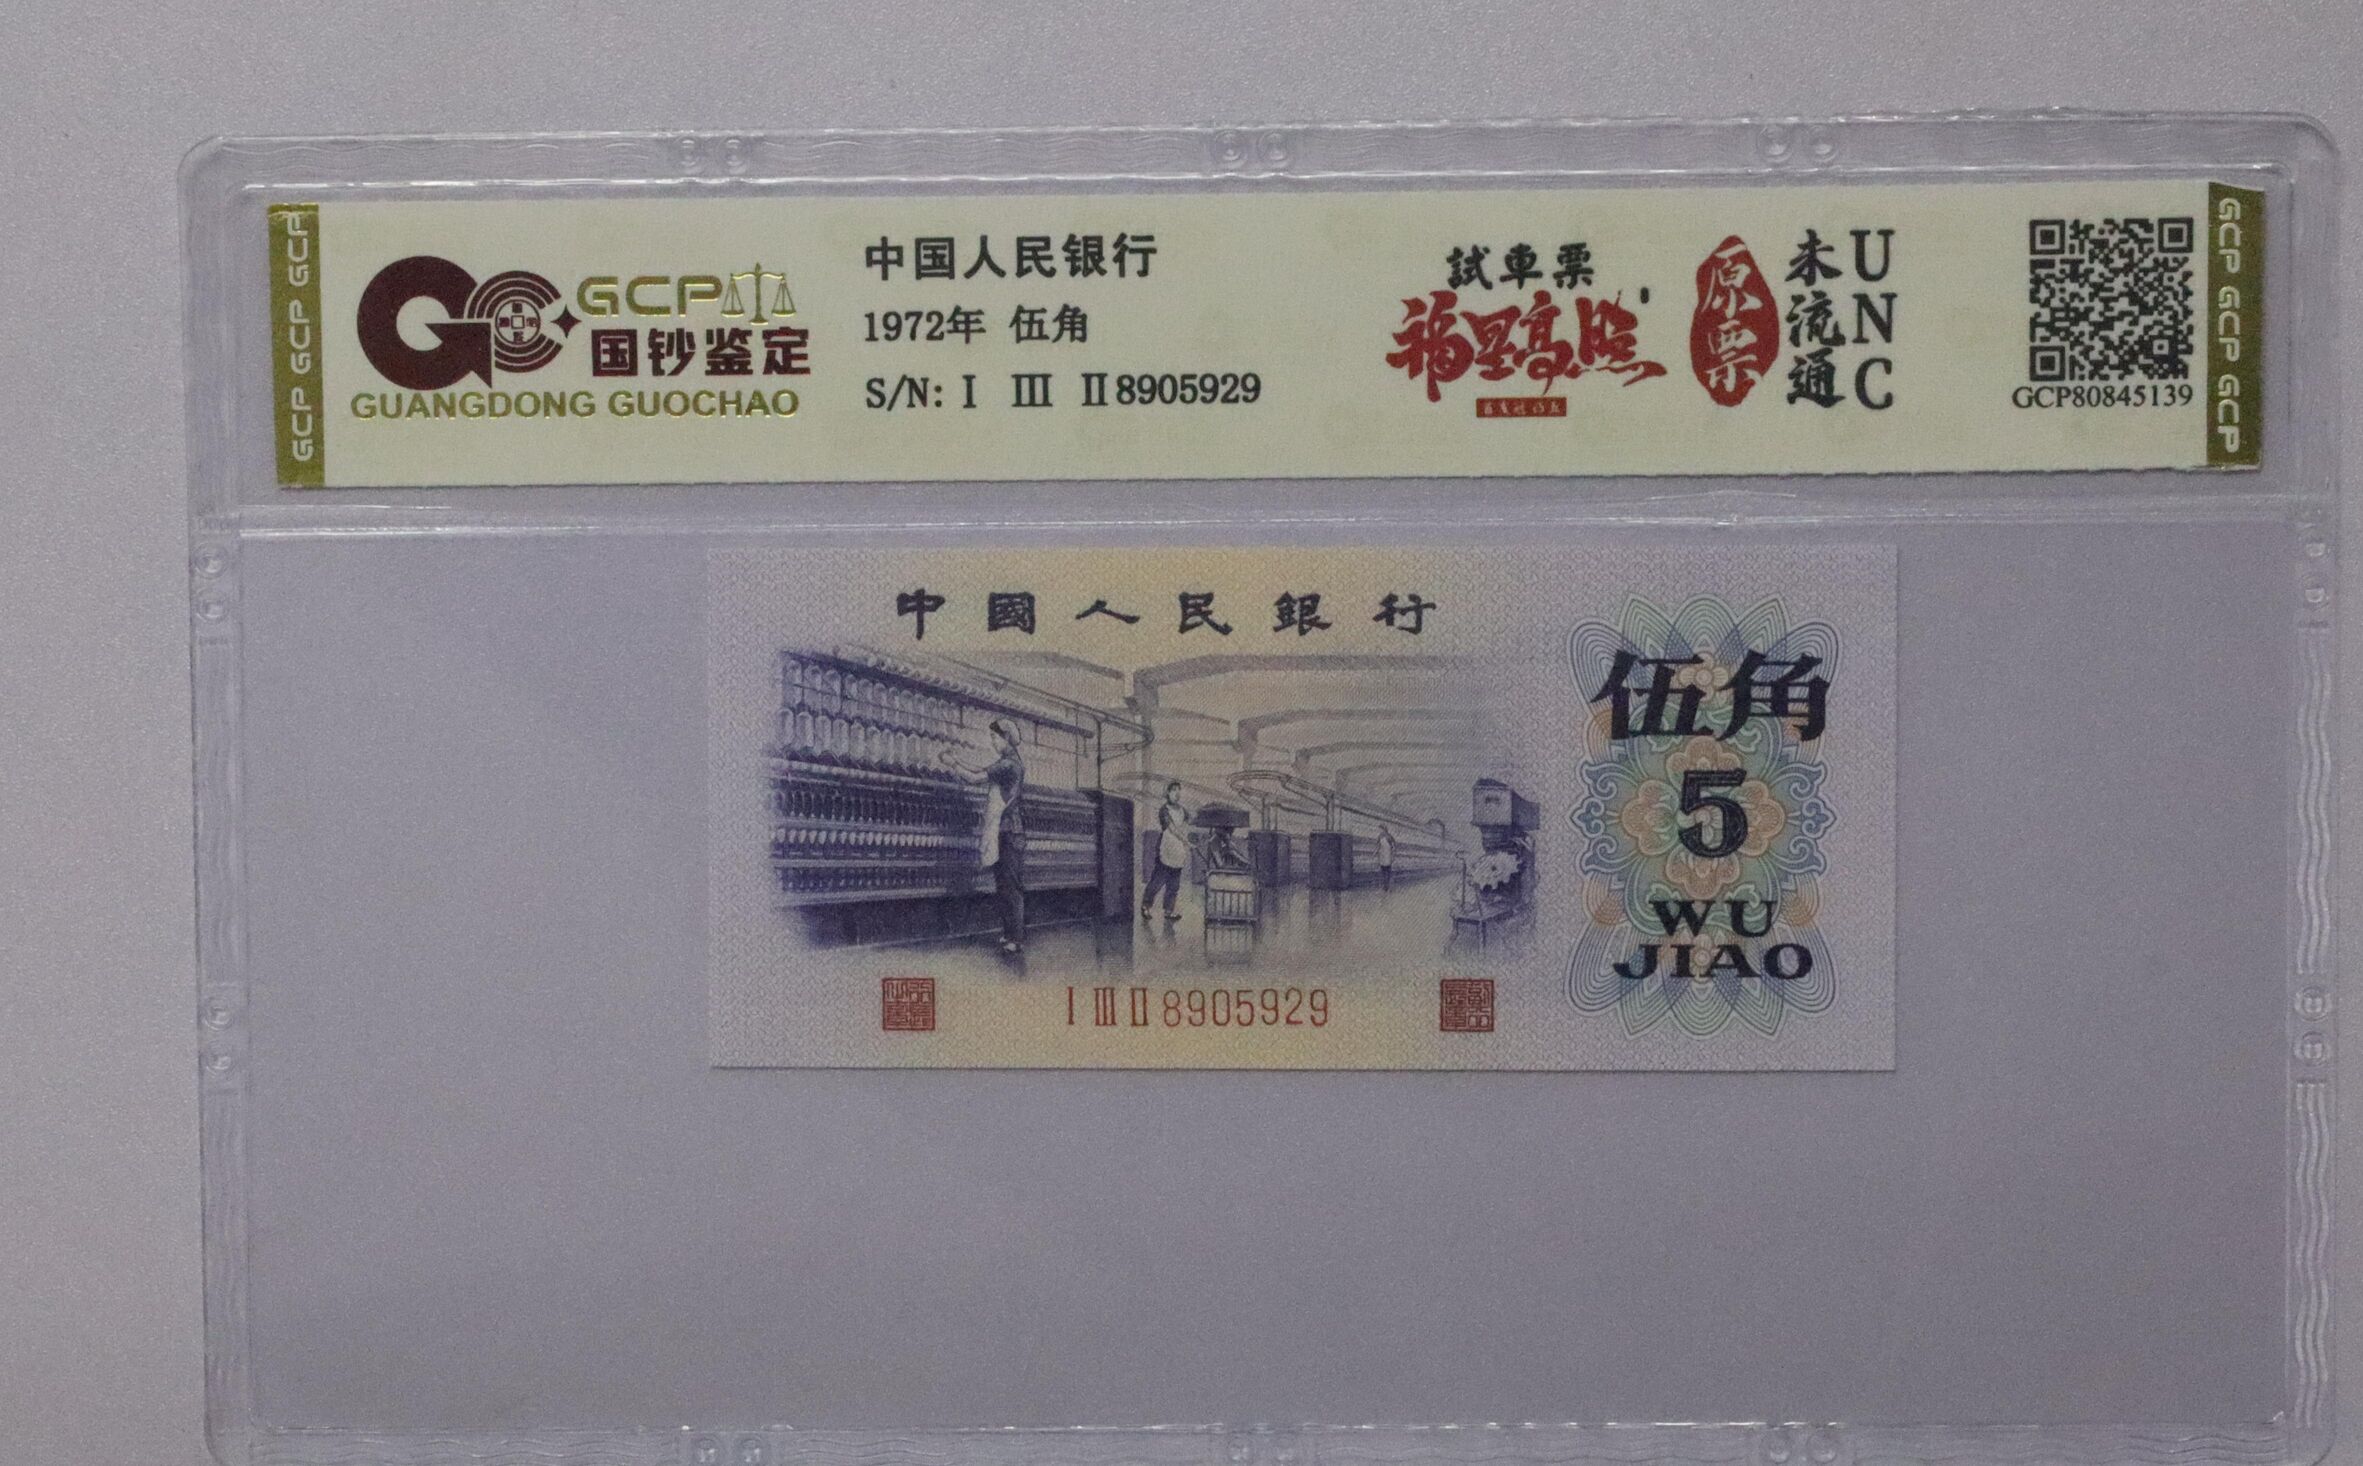 GCP
国钞鉴定
GUANGDONG GUOCHAO
中国人民银行
1972年 伍角
S/N: I III II 8905929
試車票
福星高照
原票
未流通
UNC
GCP80845139
GCP GCP GCP
GCP GCP GCP
中國人民銀行
伍角
5
WU
JIAO
I III II 8905929